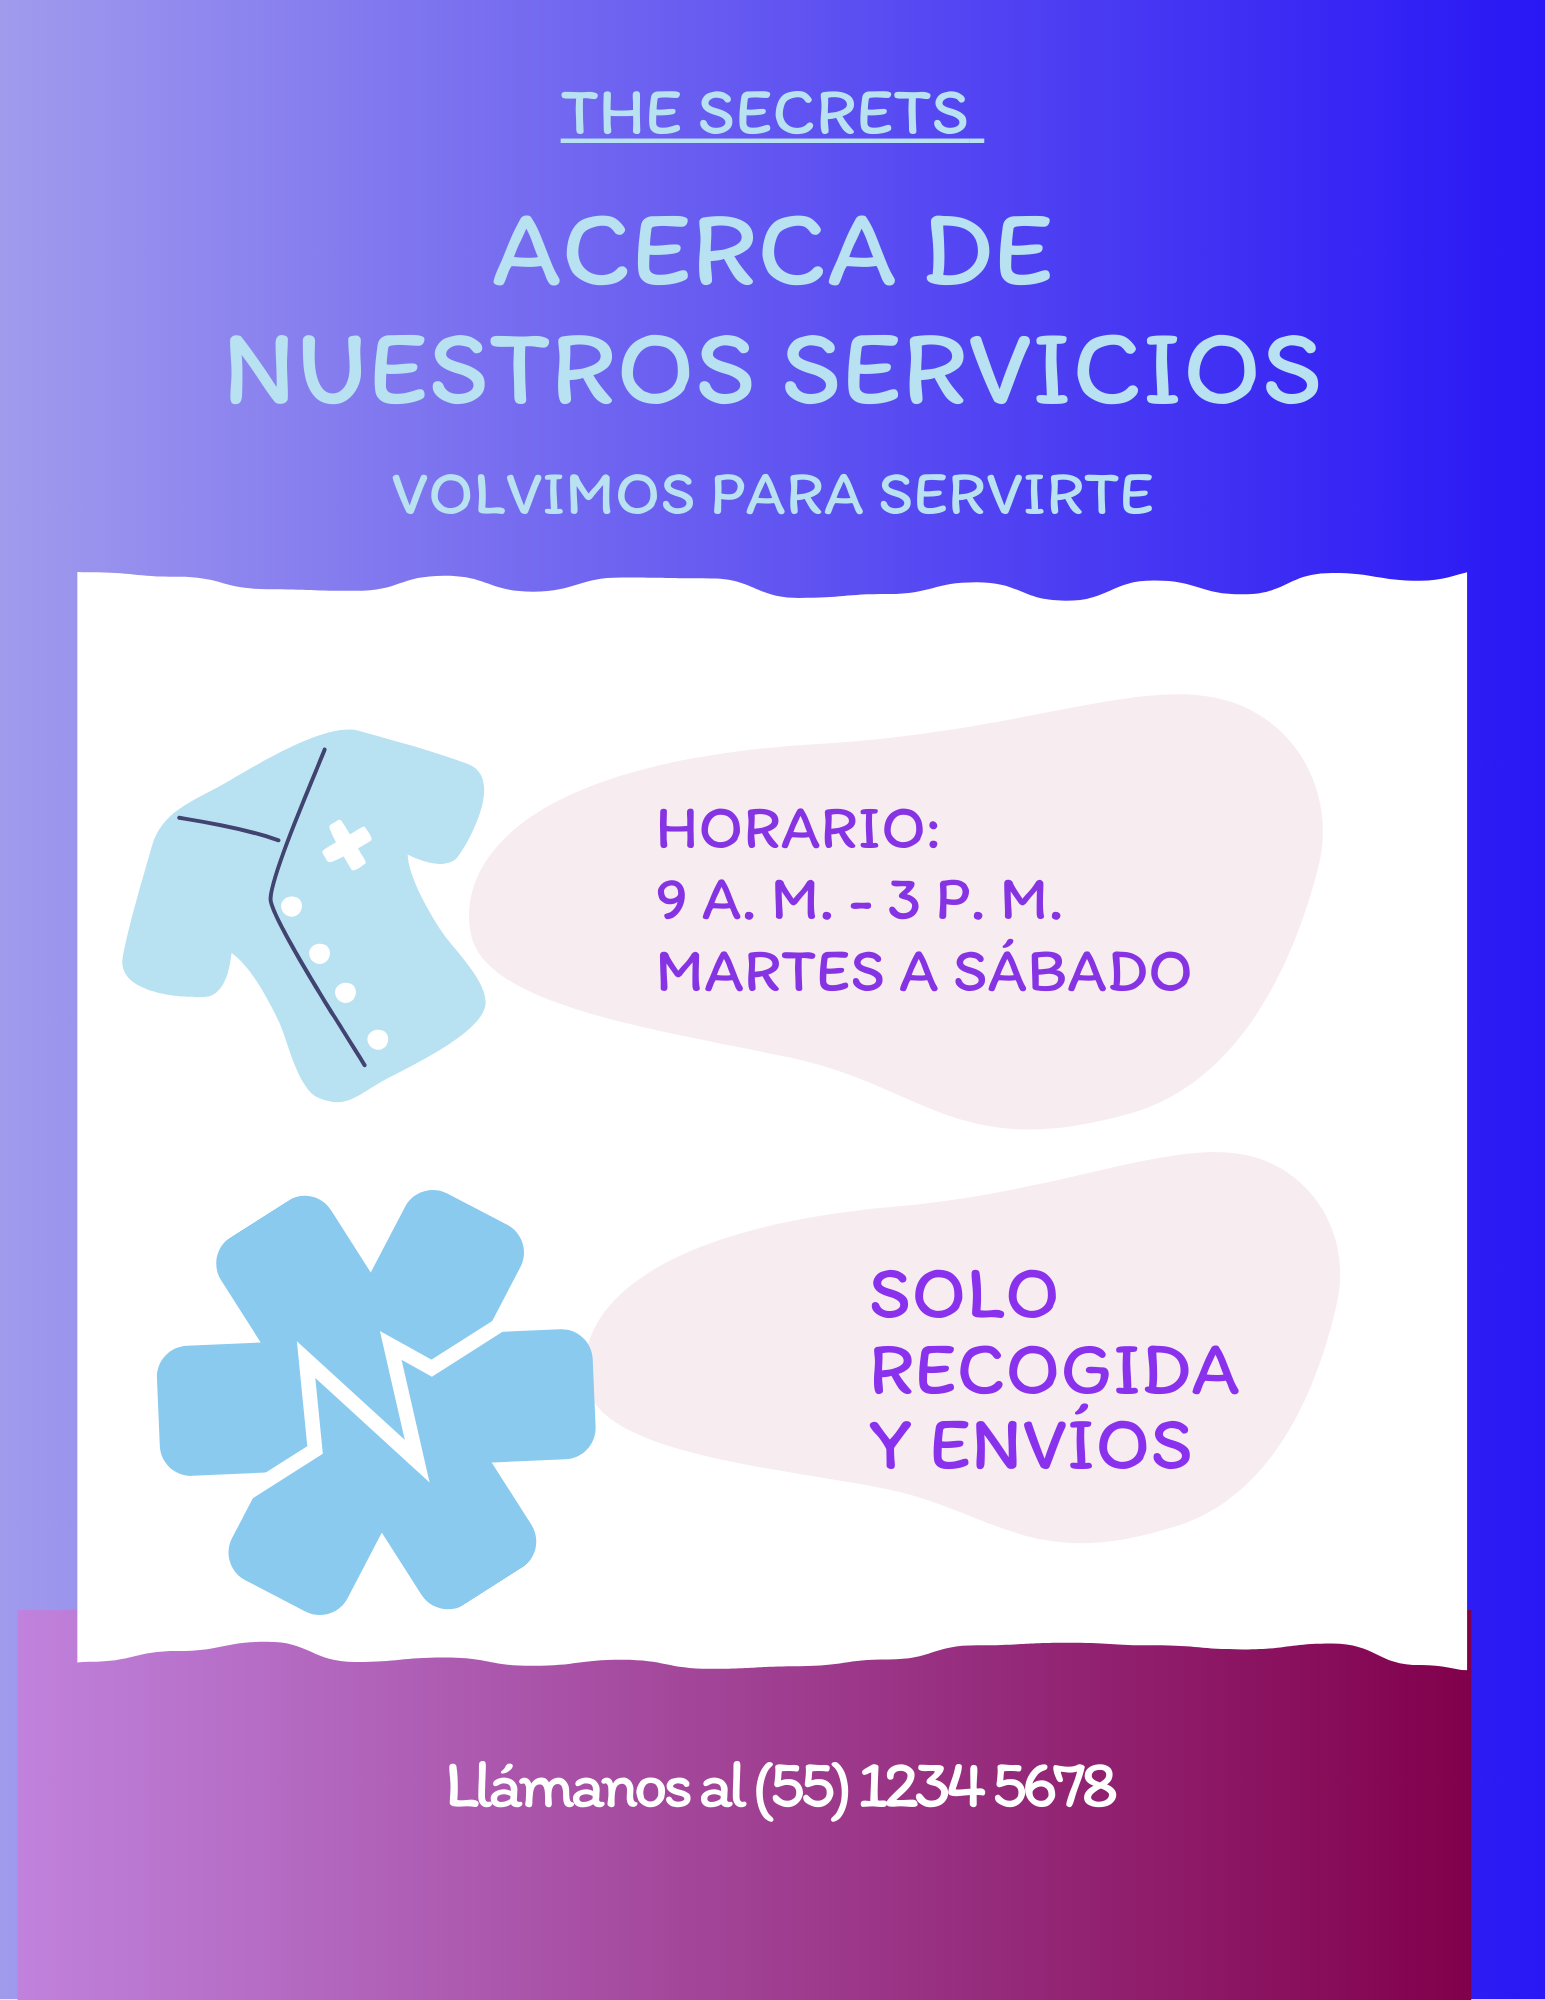 THE SECRETS
ACERCA DE
NUESTROS SERVICIOS
VOLVIMOS PARA SERVIRTE
HORARIO:
9 A. M. - 3 P. M.
MARTES A SÁBADO
SOLO
RECOGIDA
Y ENVÍOS
Llámanos al (55) 1234 5678